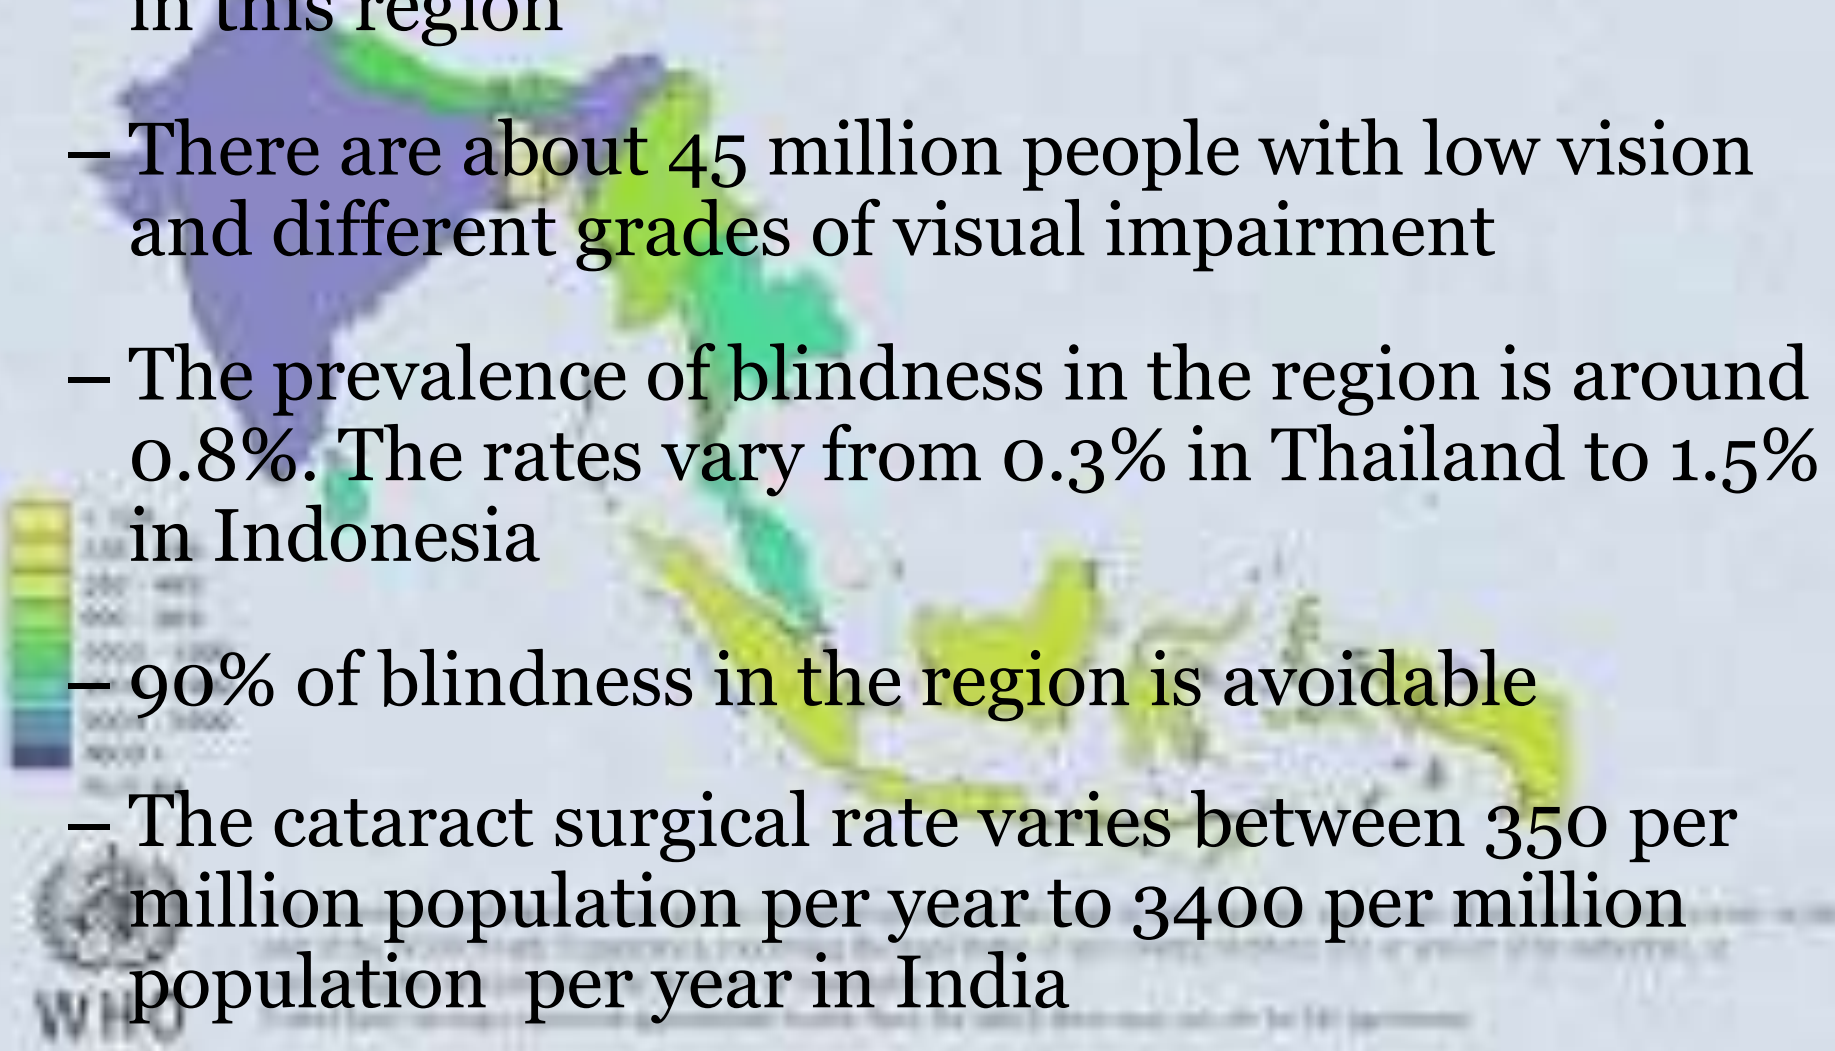 in this region
– There are about 45 million people with low vision
and different grades of visual impairment
– The prevalence of blindness in the region is around
0.8%. The rates vary from 0.3% in Thailand to 1.5%
in Indonesia
– 90% of blindness in the region is avoidable
– The cataract surgical rate varies between 350 per
million population per year to 3400 per million
population  per year in India
WHO